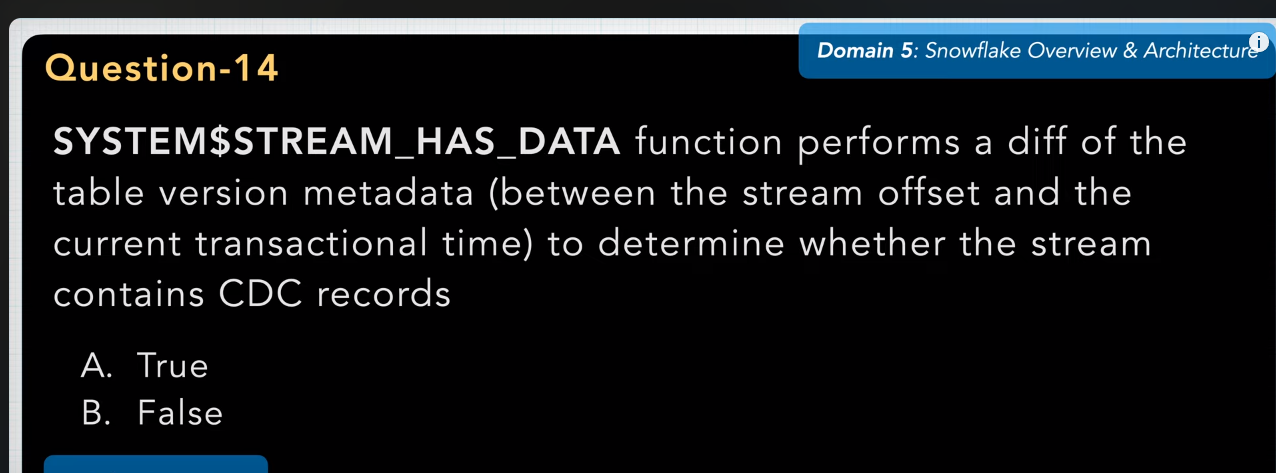 Domain 5: Snowflake Overview & Architecture
i
Question-14
SYSTEM$STREAM_HAS_DATA function performs a diff of the
table version metadata (between the stream offset and the
current transactional time) to determine whether the stream
contains CDC records
A. True
B. False